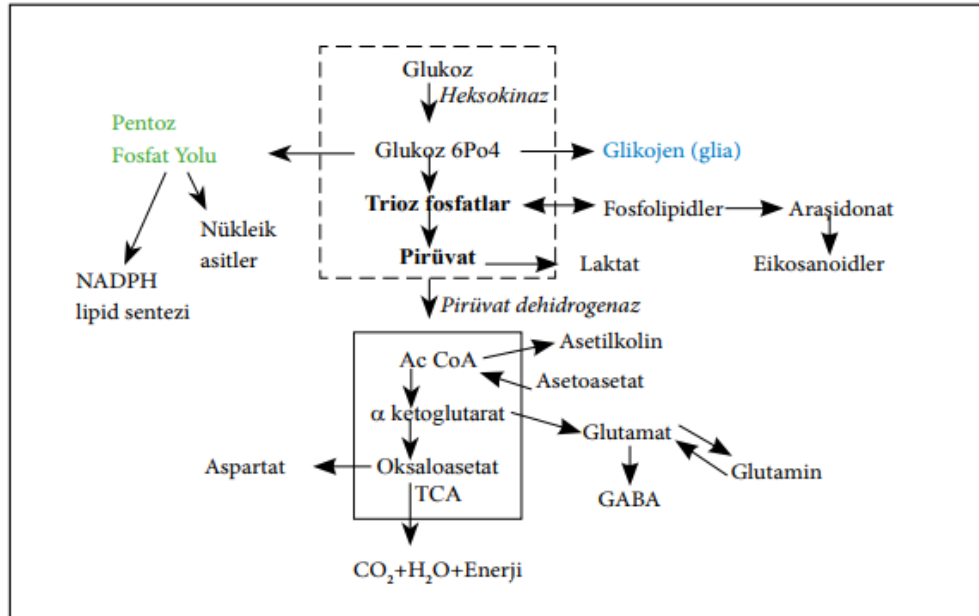 Glukoz
Heksokinaz
Pentoz
Fosfat Yolu
Glukoz 6Po4
Glikojen (glia)
Trioz fosfatlar
Fosfolipidler
Araşidonat
Nükleik
asitler
Pirüvat
Laktat
Eikosanoidler
NADPH
lipid sentezi
Pirüvat dehidrogenaz
Ac CoA
Asetilkolin
Asetoasetat
α ketoglutarat
Glutamat
Aspartat
Oksaloasetat
TCA
Glutamin
GABA
CO₂+H₂O+Enerji